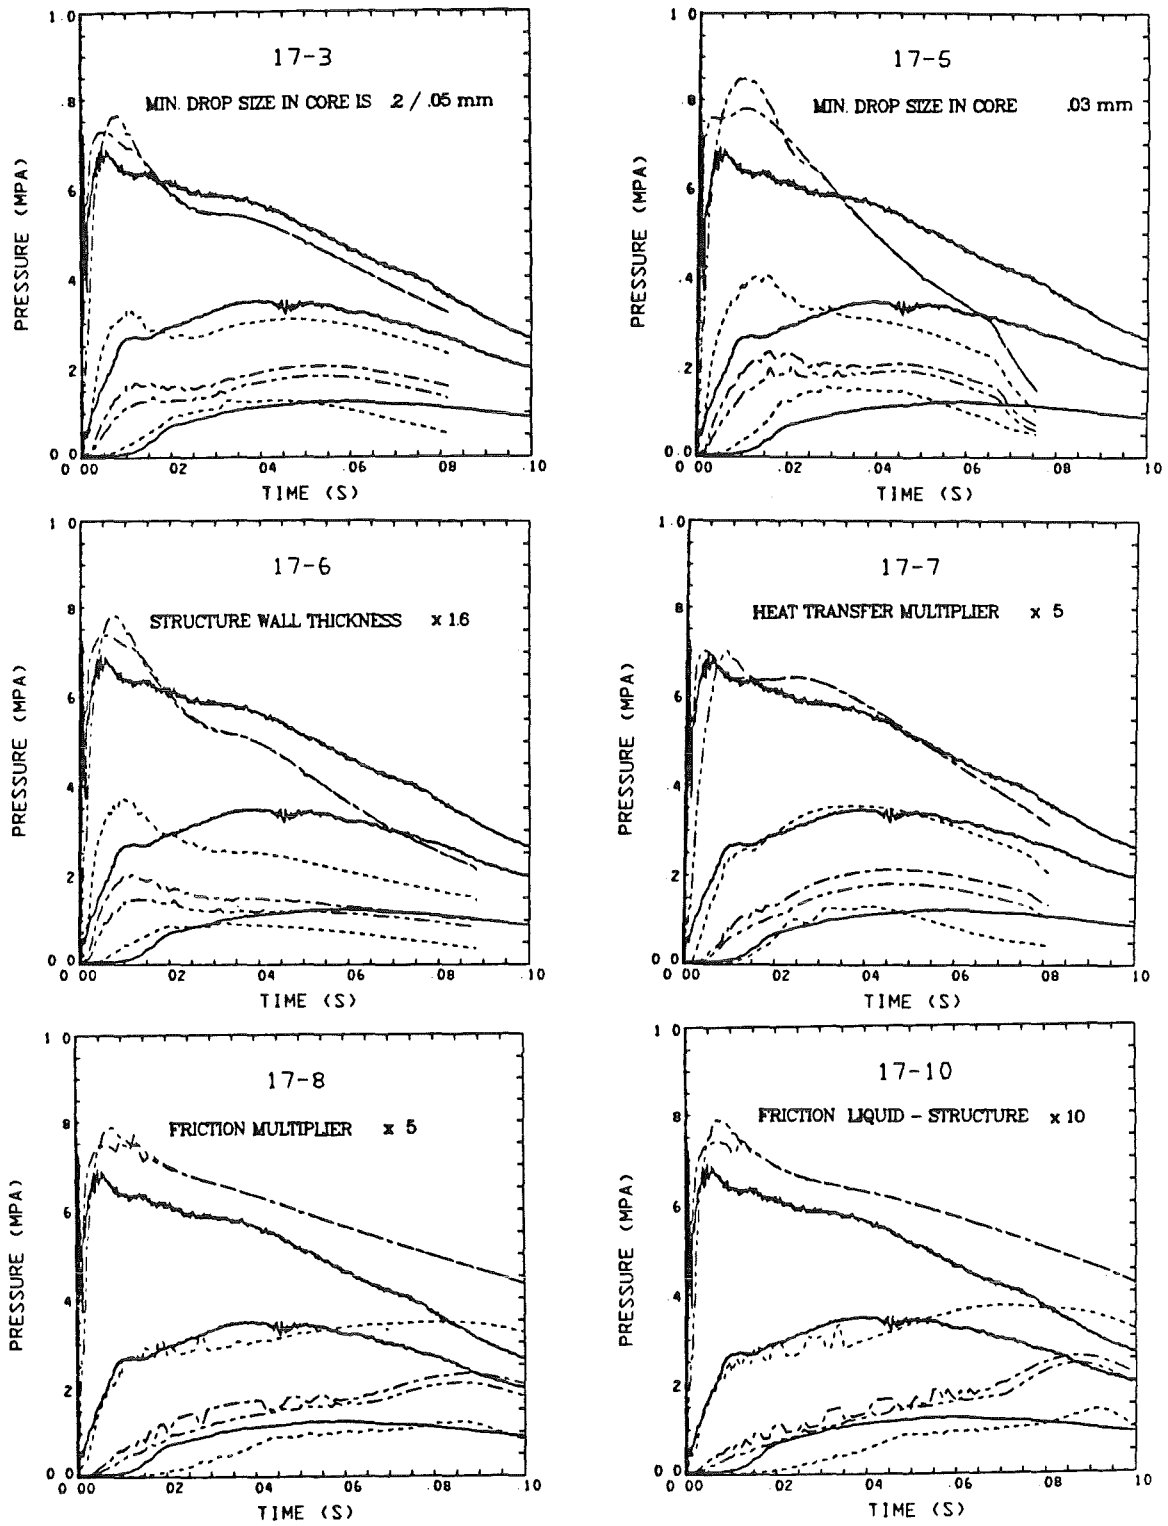 1.0
17-3
MIN. DROP SIZE IN CORE IS .2 / .05 mm
.8
.6
.4
.2
0.0
PRESSURE (MPA)
0.00 .02 .04 .06 .08 .10
TIME (S)
1.0
17-5
MIN. DROP SIZE IN CORE .03 mm
.8
.6
.4
.2
0.0
PRESSURE (MPA)
0.00 .02 .04 .06 .08 .10
TIME (S)
1.0
17-6
STRUCTURE WALL THICKNESS x 1.6
.8
.6
.4
.2
0.0
PRESSURE (MPA)
0.00 .02 .04 .06 .08 .10
TIME (S)
1.0
17-7
HEAT TRANSFER MULTIPLIER x 5
.8
.6
.4
.2
0.0
PRESSURE (MPA)
0.00 .02 .04 .06 .08 .10
TIME (S)
1.0
17-8
FRICTION MULTIPLIER x 5
.8
.6
.4
.2
0.0
PRESSURE (MPA)
0.00 .02 .04 .06 .08 .10
TIME (S)
1.0
17-10
FRICTION LIQUID - STRUCTURE x 10
.8
.6
.4
.2
0.0
PRESSURE (MPA)
0.00 .02 .04 .06 .08 .10
TIME (S)